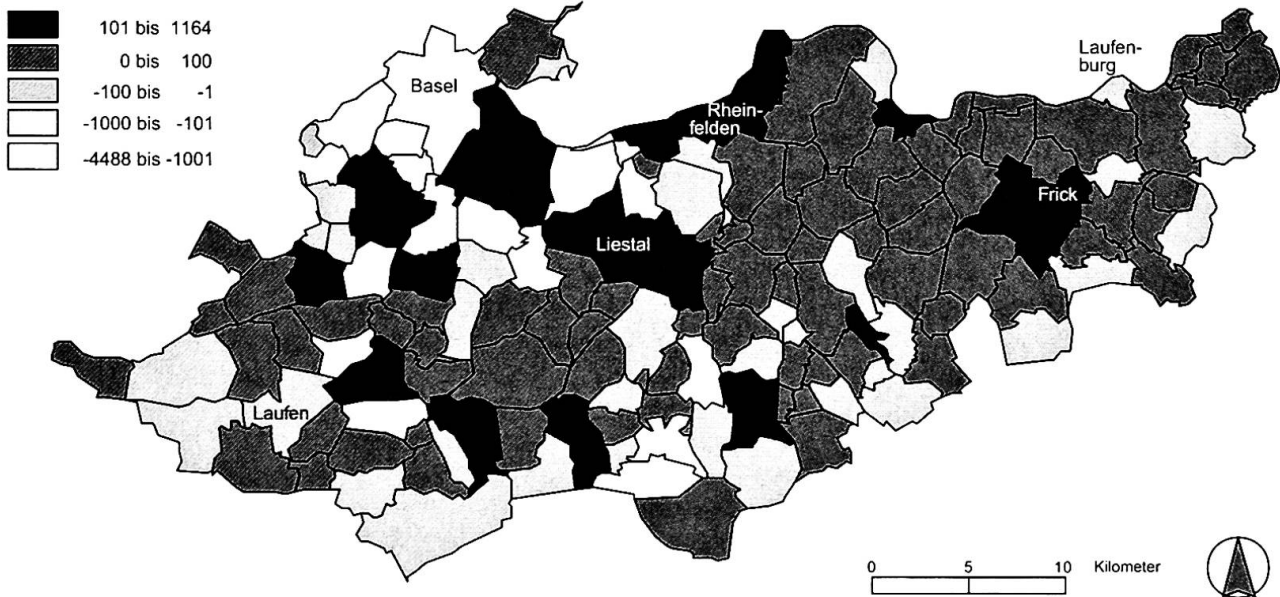 101 bis 1164
0 bis 100
-100 bis -1
-1000 bis -101
-4488 bis -1001
Basel
Rhein-
felden
Laufen-
burg
Frick
Liestal
Laufen
0 5 10 Kilometer